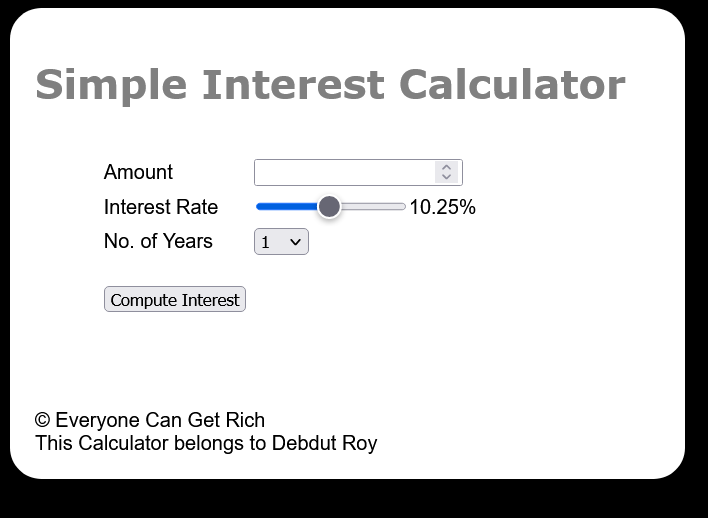 Simple Interest Calculator
Amount
Interest Rate 10.25%
No. of Years 1
Compute Interest
© Everyone Can Get Rich
This Calculator belongs to Debdut Roy